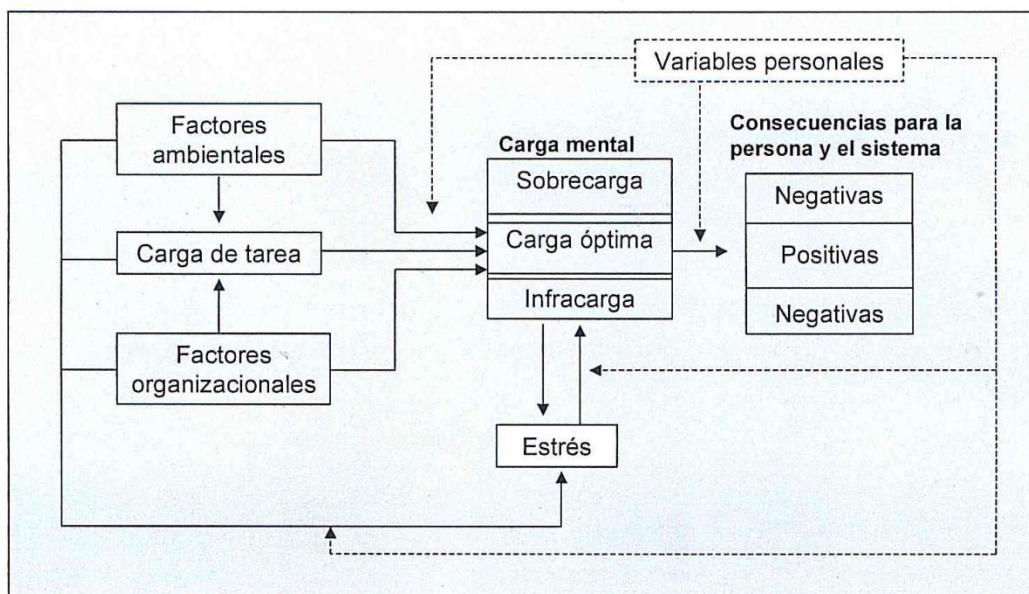 Variables personales
Factores
ambientales
Carga de tarea
Factores
organizacionales
Carga mental
Sobrecarga
Carga óptima
Infracarga
Estrés
Consecuencias para la
persona y el sistema
Negativas
Positivas
Negativas